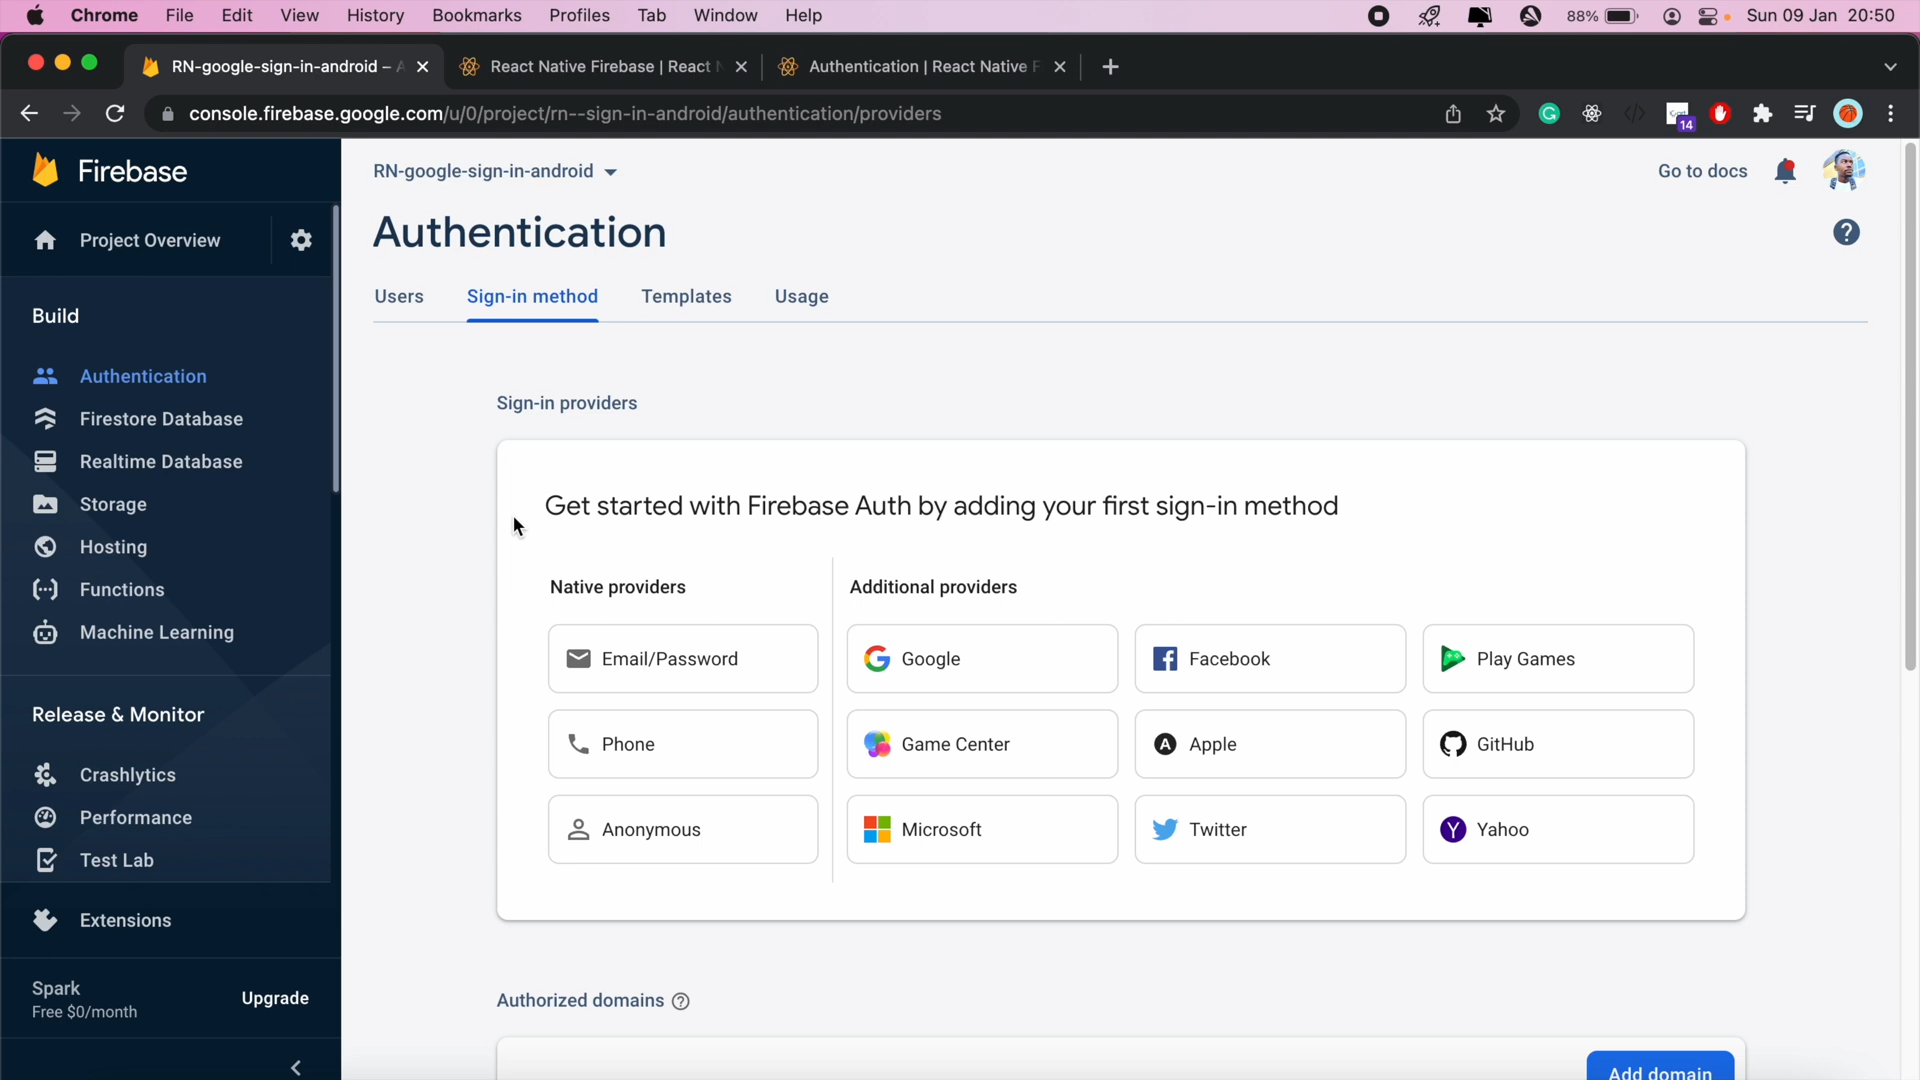 Chrome File Edit View History Bookmarks Profiles Tab Window Help 88% Sun 09 Jan 20:50
RN-google-sign-in-android – A React Native Firebase | React N Authentication | React Native F
console.firebase.google.com/u/0/project/rn--sign-in-android/authentication/providers 14
Firebase
Project Overview
Build
Authentication
Firestore Database
Realtime Database
Storage
Hosting
Functions
Machine Learning
Release & Monitor
Crashlytics
Performance
Test Lab
Extensions
Spark
Free $0/month
Upgrade
RN-google-sign-in-android Go to docs
Authentication ?
Users Sign-in method Templates Usage
Sign-in providers
Get started with Firebase Auth by adding your first sign-in method
Native providers Additional providers
Email/Password Google Facebook Play Games
Phone Game Center Apple GitHub
Anonymous Microsoft Twitter Yahoo
Authorized domains ?
Add domain